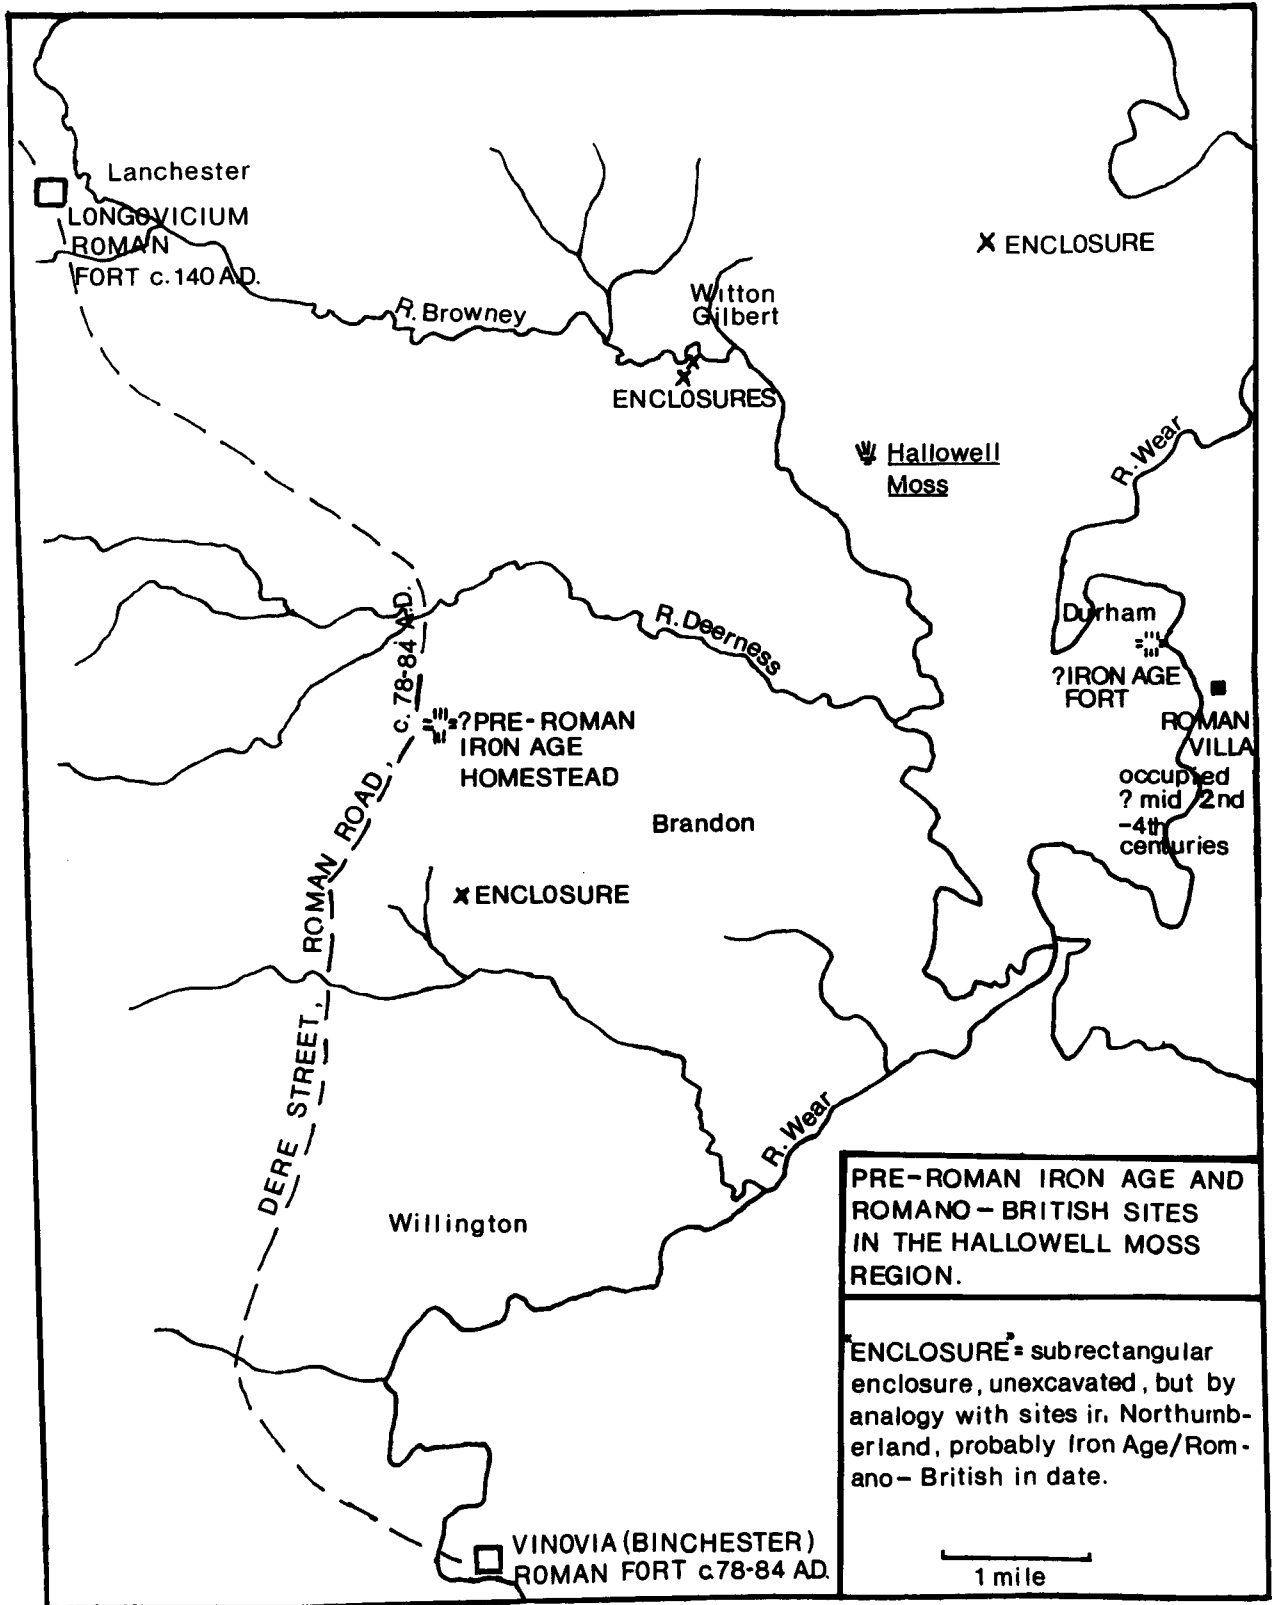 Lanchester
LONGOVICIUM
ROMAN
FORT c.140 A.D.
R. Browney
Witton
Gilbert
ENCLOSURES
X ENCLOSURE
Hallowell
Moss
R. Wear
Durham
?IRON AGE
FORT
ROMAN
VILLA
occupied
? mid 2nd
-4th
centuries
R. Deerness
?PRE-ROMAN
IRON AGE
HOMESTEAD
Brandon
X ENCLOSURE
DERE STREET, ROMAN ROAD, c. 78-84 A.D.
R. Wear
Willington
VINOVIA (BINCHESTER)
ROMAN FORT c.78-84 A.D.
PRE-ROMAN IRON AGE AND
ROMANO-BRITISH SITES
IN THE HALLOWELL MOSS
REGION.
"ENCLOSURE" = subrectangular
enclosure, unexcavated, but by
analogy with sites in Northumb-
erland, probably Iron Age/Rom-
ano-British in date.
1 mile